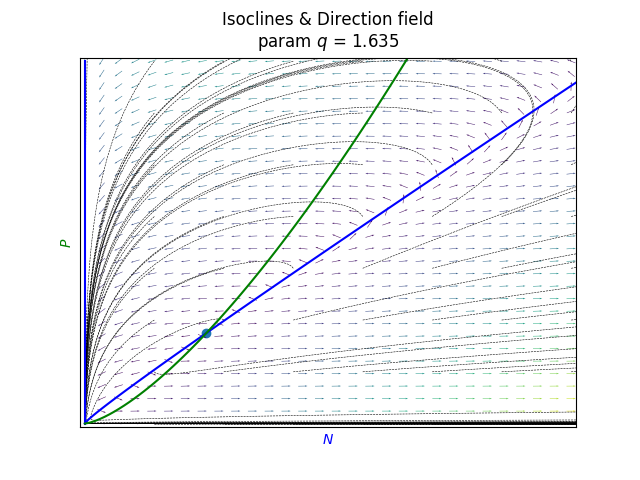 Isoclines & Direction field
param q = 1.635
P
N